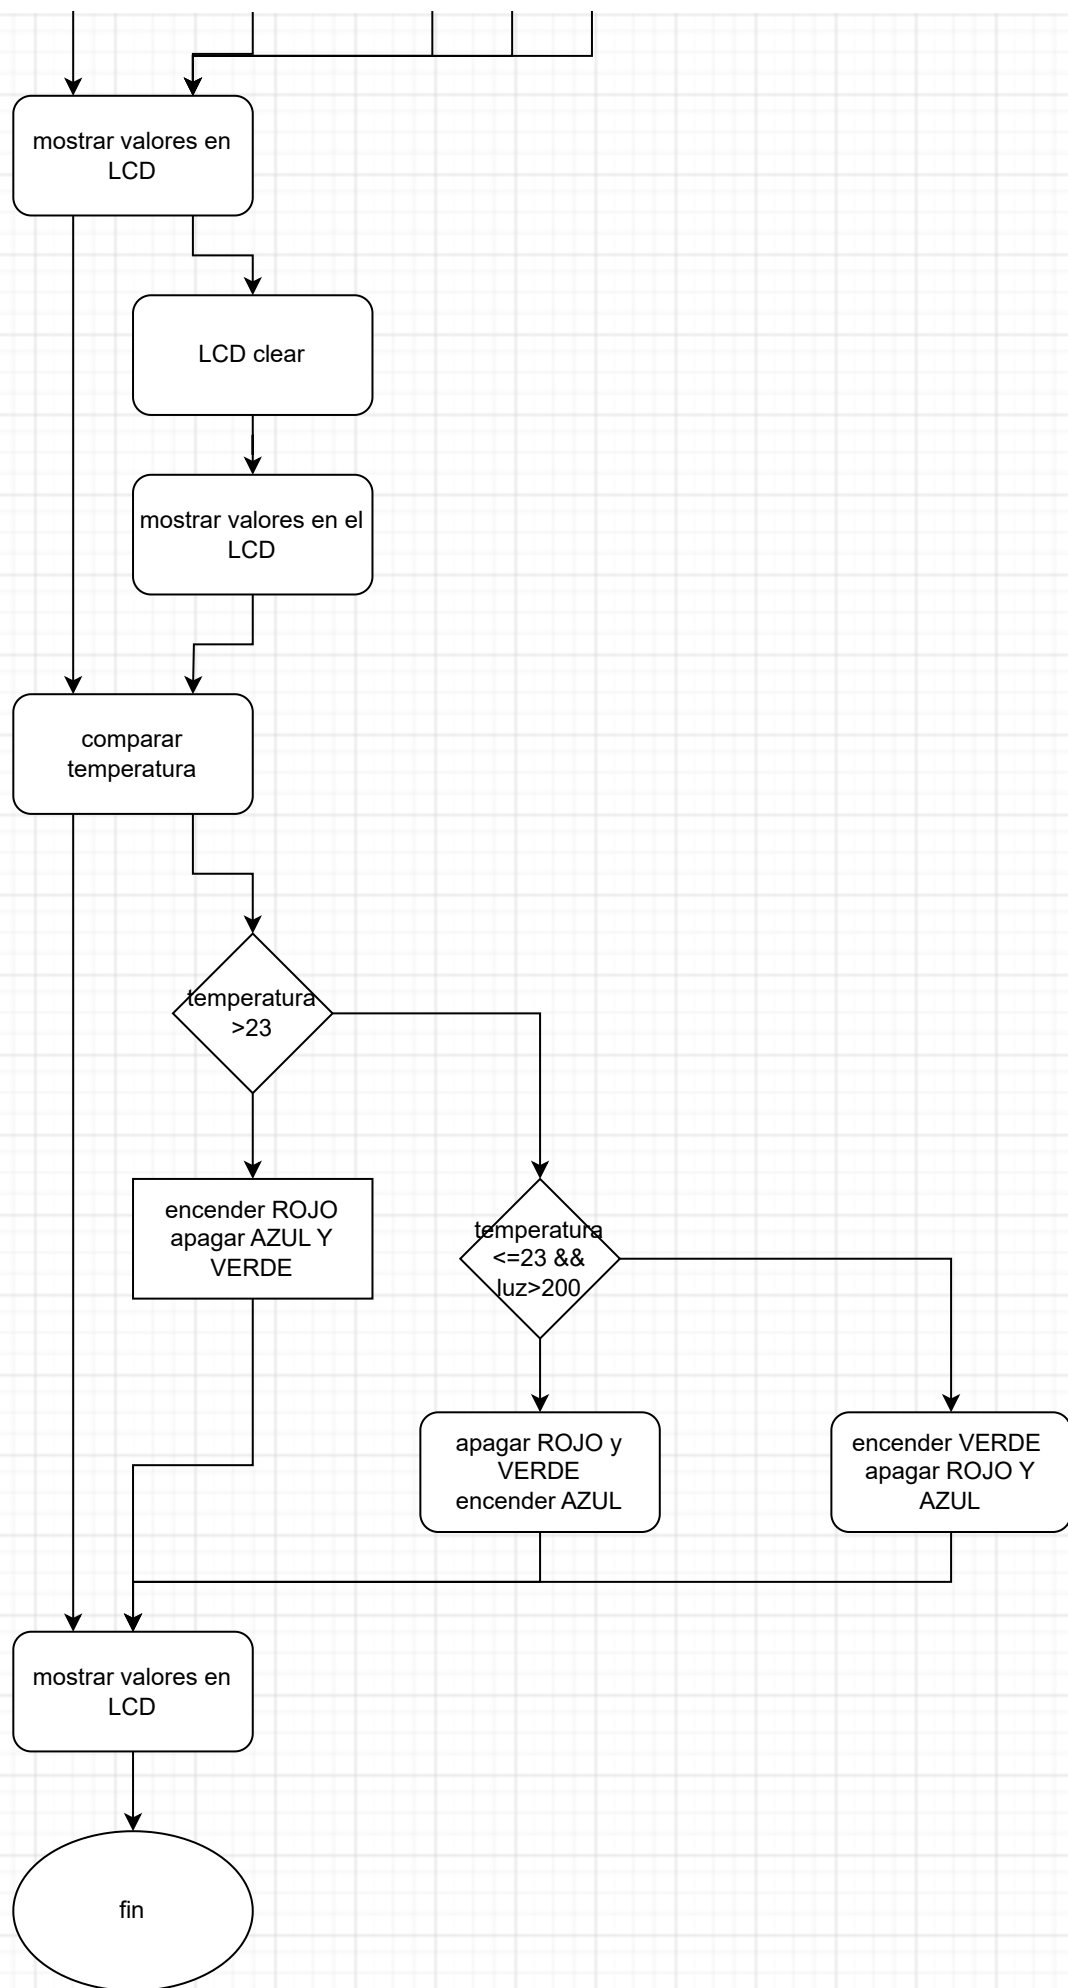 mostrar valores en
LCD
LCD clear
mostrar valores en el
LCD
comparar
temperatura
temperatura
>23
encender ROJO
apagar AZUL Y
VERDE
temperatura
<=23 &&
luz>200
apagar ROJO y
VERDE
encender AZUL
encender VERDE
apagar ROJO Y
AZUL
mostrar valores en
LCD
fin